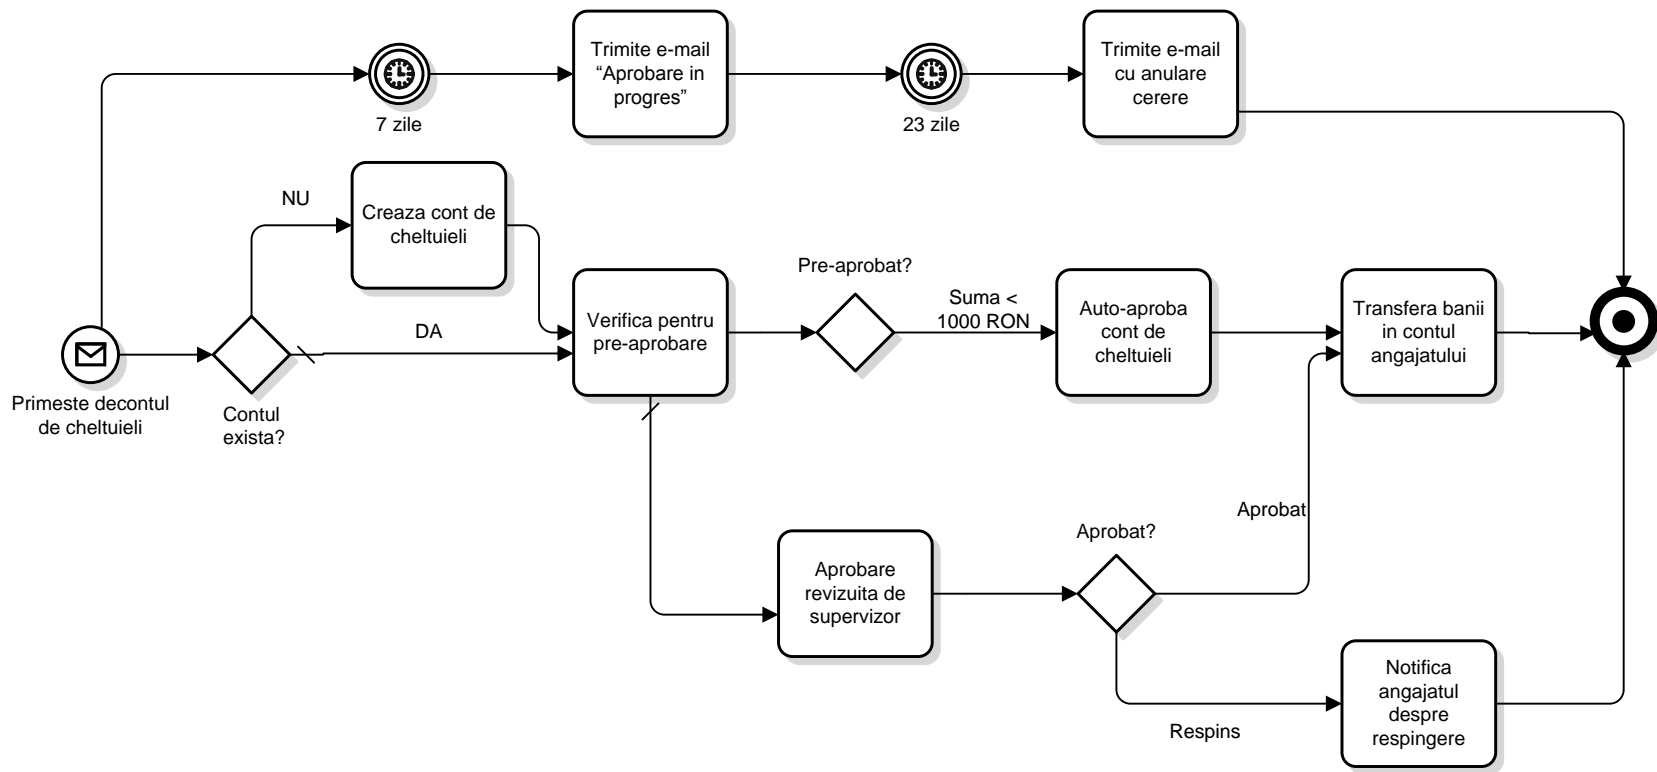 Trimite e-mail
“Aprobare in
progres”
Trimite e-mail
cu anulare
cerere
7 zile
23 zile
NU
Creaza cont de
cheltuieli
Pre-aprobat?
Suma <
1000 RON
Verifica pentru
pre-aprobare
DA
Auto-aproba
cont de
cheltuieli
Transfera banii
in contul
angajatului
Primeste decontul
de cheltuieli
Contul
exista?
Aprobat
Aprobat?
Aprobare
revizuita de
supervizor
Respins
Notifica
angajatul
despre
respingere